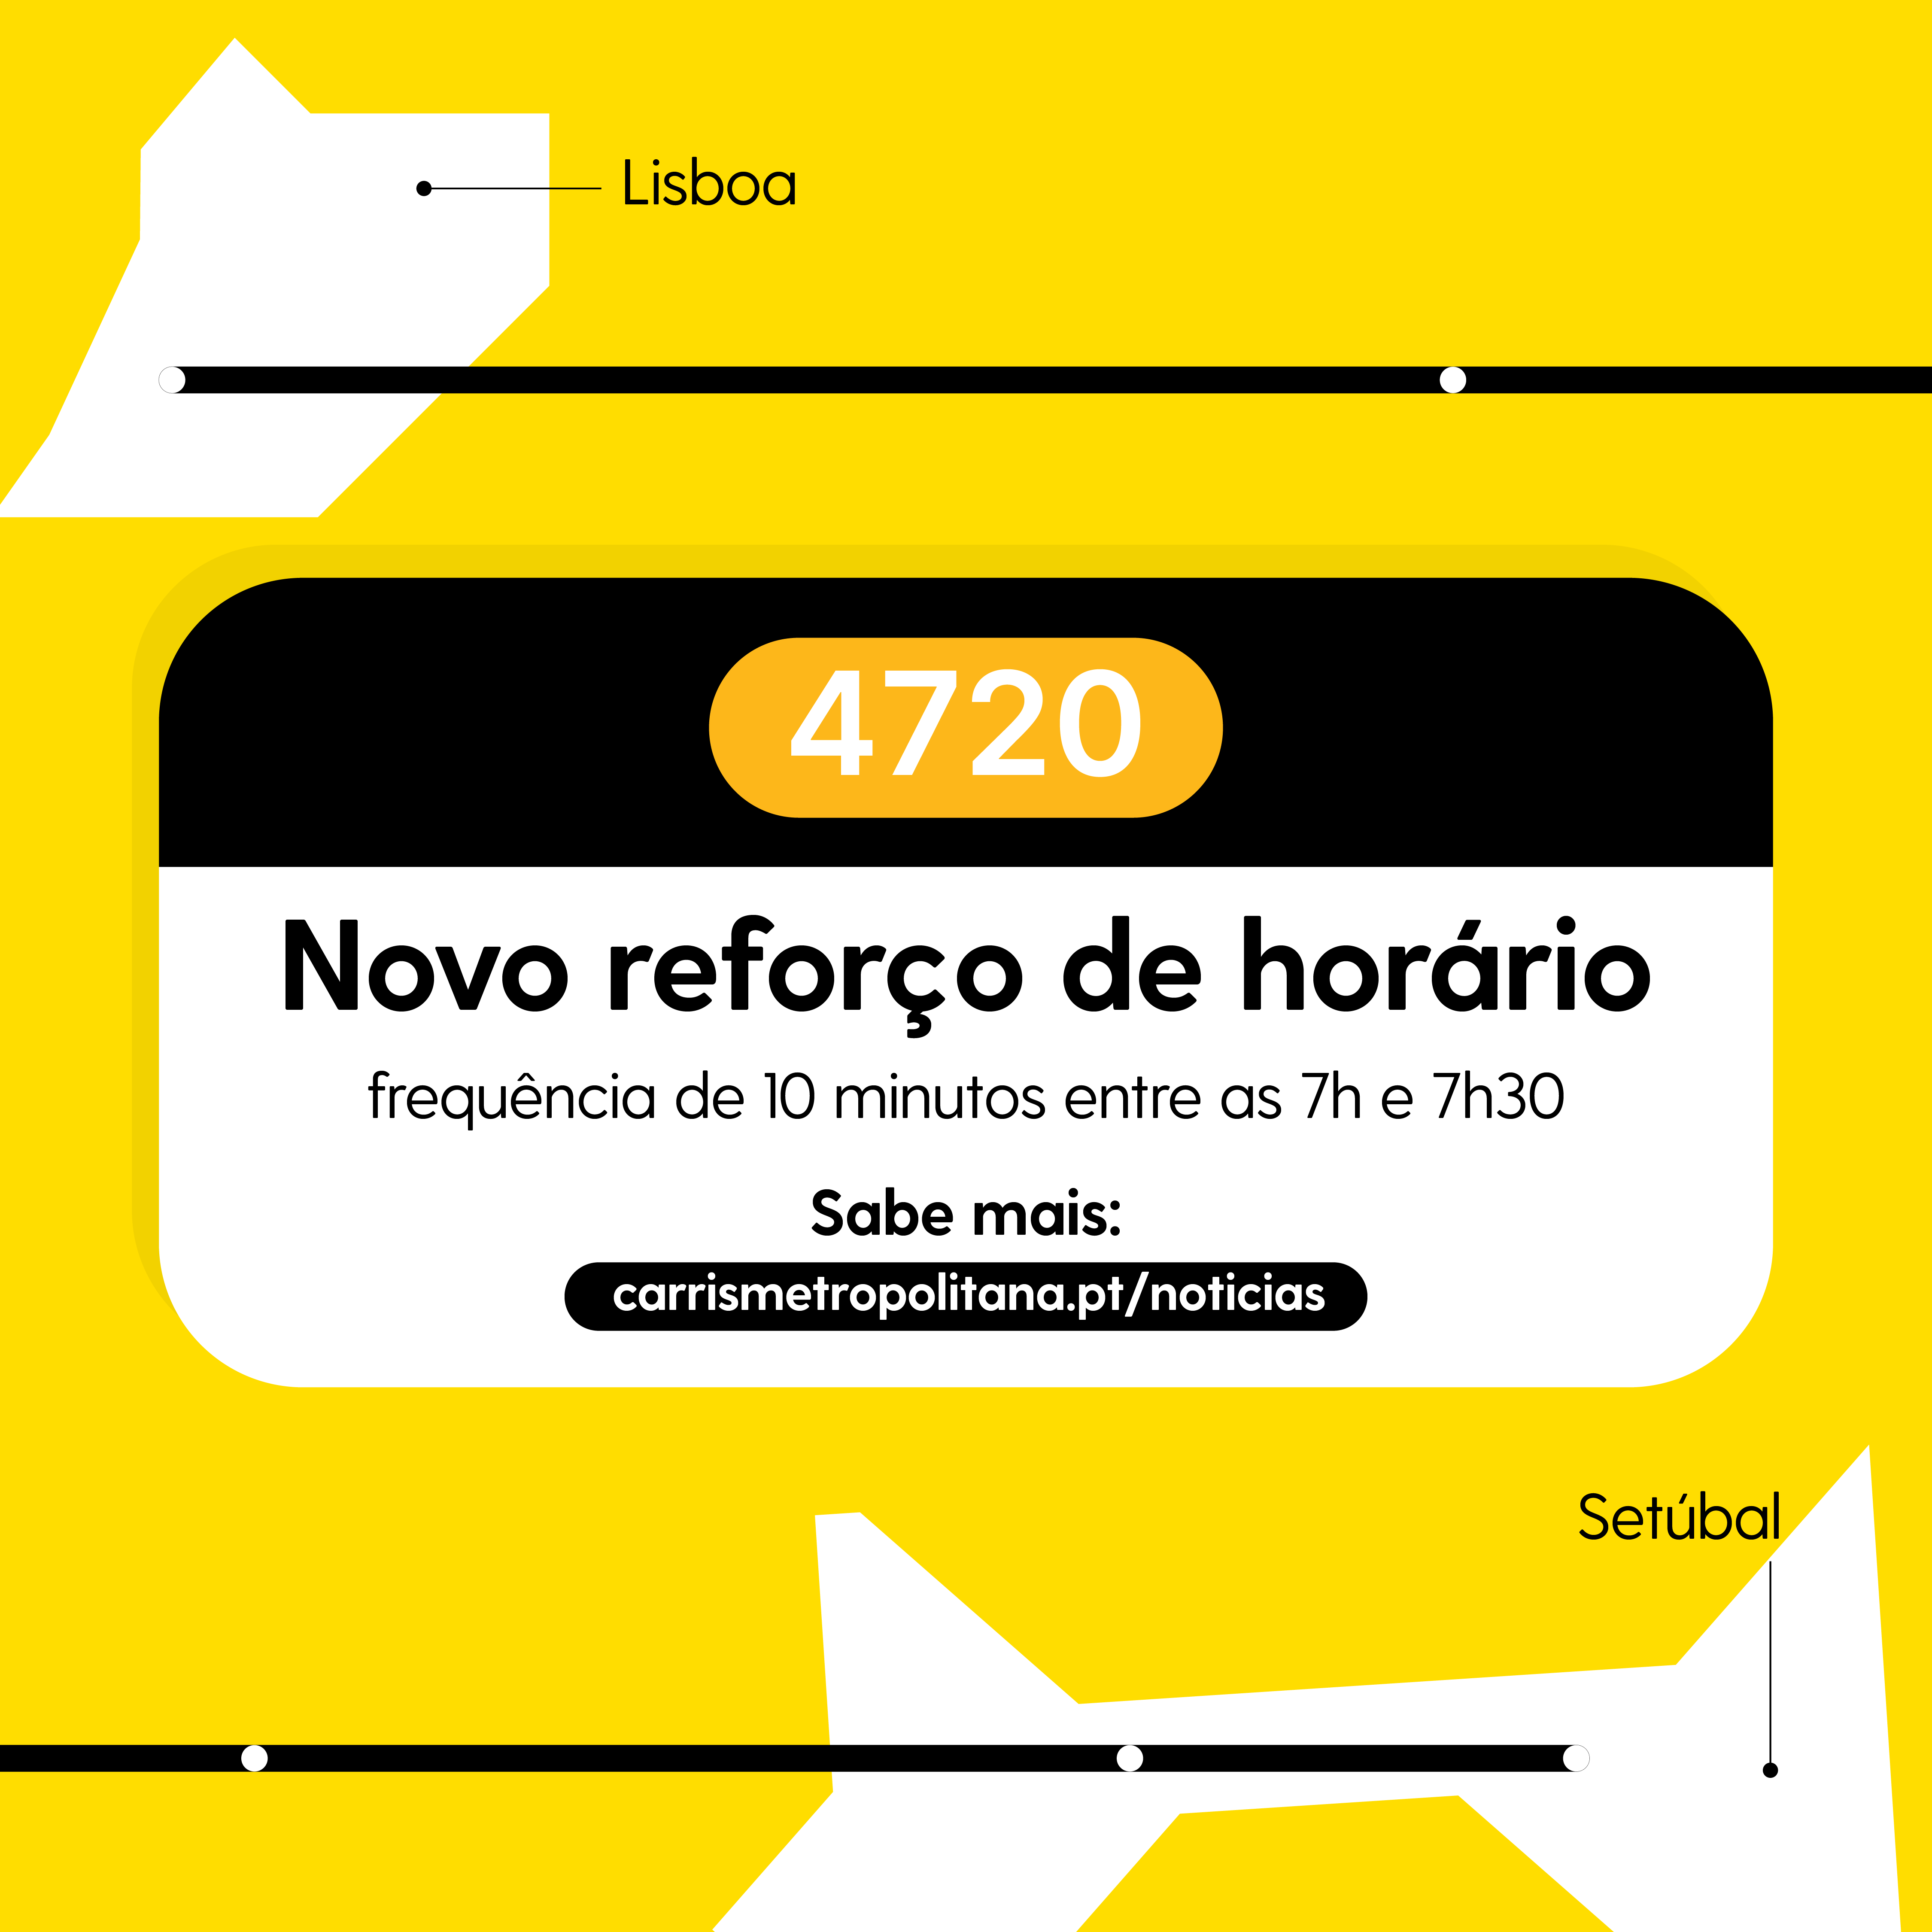 Lisboa
4720
Novo reforço de horário
frequência de 10 minutos entre as 7h e 7h30
Sabe mais:
carrismetropolitana.pt/noticias
Setúbal